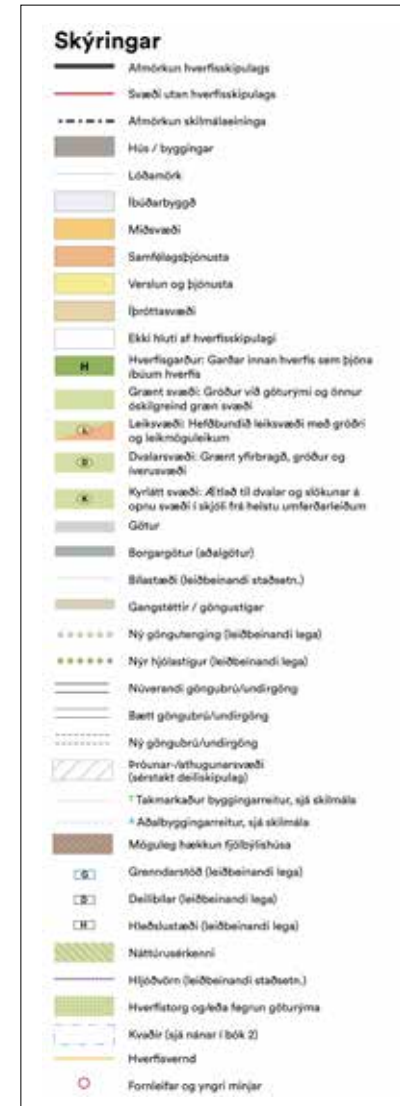 Skýringar
Afmörkun hverfisskipulags
Svæði utan hverfisskipulags
Afmörkun skilmálaeininga
Hús / byggingar
Lóðamörk
Íbúðarbyggð
Miðsvæði
Samfélagsþjónusta
Verslun og þjónusta
Íþróttasvæði
Ekki hluti af hverfisskipulagi
H Hverfisgarður: Garðar innan hverfis sem þjóna
íbúum hverfis
Grænt svæði: Gróður við göturými og önnur
óskilgreind græn svæði
L Leiksvæði: Hefðbundið leiksvæði með gróðri
og leikmöguleikum
D Dvalarsvæði: Grænt yfirbragð, gróður og
íverusvæði
K Kyrlátt svæði: Ætlað til dvalar og slökunar á
opnu svæði í skjóli frá helstu umferðarleiðum
Götur
Borgargötur (aðalgötur)
Bílastæði (leiðbeinandi staðsetn.)
Gangstéttir / göngustígar
Ný göngutenging (leiðbeinandi lega)
Nýr hjólastígur (leiðbeinandi lega)
Núverandi göngubrú/undirgöng
Bætt göngubrú/undirgöng
Ný göngubrú/undirgöng
Þróunar-/athugunarsvæði
(sérstakt deiliskipulag)
Takmarkaður byggingarreitur, sjá skilmála
Aðalbyggingarreitur, sjá skilmála
Möguleg hækkun fjölbýlishúsa
G Grenndarstöð (leiðbeinandi lega)
D Deilibílar (leiðbeinandi lega)
H Hleðslustæði (leiðbeinandi lega)
Náttúrusérkenni
Hljóðvörn (leiðbeinandi staðsetn.)
Hverfistorg og/eða fegrun göturýma
Kvaðir (sjá nánar í bók 2)
Hverfisvernd
Fornleifar og yngri minjar